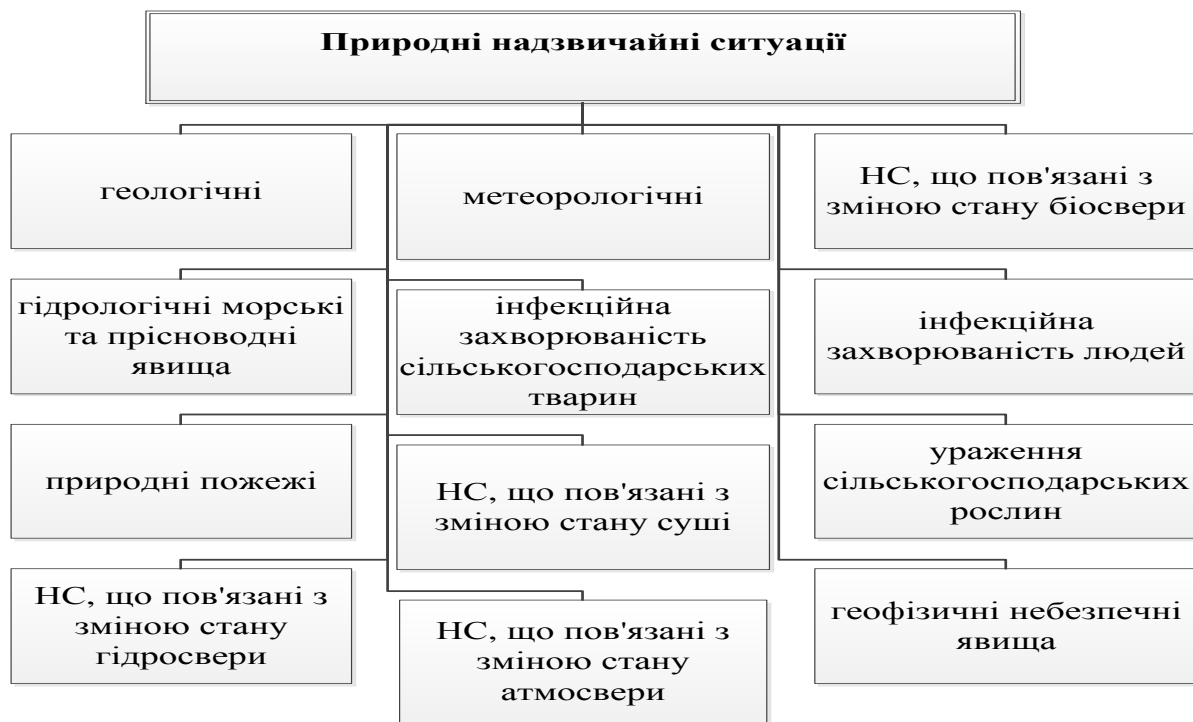 Природні надзвичайні ситуації
геологічні
метеорологічні
НС, що пов'язані з
зміною стану біосвери
гідрологічні морські
та прісноводні
явища
інфекційна
захворюваність
сільськогосподарських
тварин
інфекційна
захворюваність людей
природні пожежі
НС, що пов'язані з
зміною стану суші
ураження
сільськогосподарських
рослин
НС, що пов'язані з
зміною стану
гідросвери
НС, що пов'язані з
зміною стану
атмосвери
геофізичні небезпечні
явища